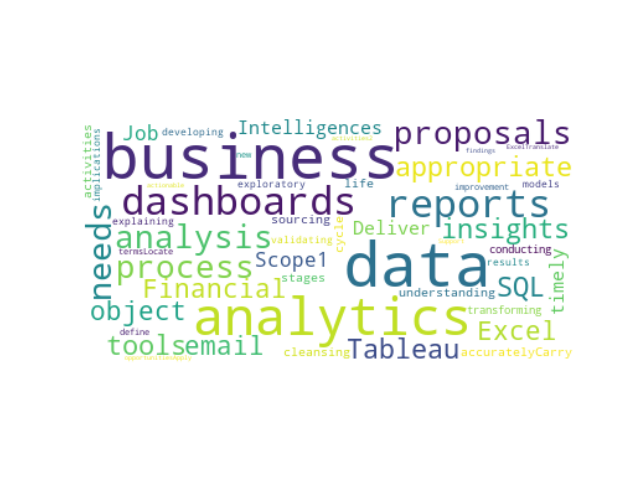 activities
implications
Job
developing
Intelligences
activities
proposals
business
new
findings
ExcelTranslate
appropriate
actionable
exploratory
life
improvement
models
dashboards
reports
needs
explaining
sourcing
cycle
Deliver
insights
analysis
validating
Support
conducting
termsLocate
Scope1
data
results
process
stages
timely
Financial
understanding
SQL
object
analytics
transforming
define
Excel
toolsemail
cleansing
Tableau
accuratelyCarry